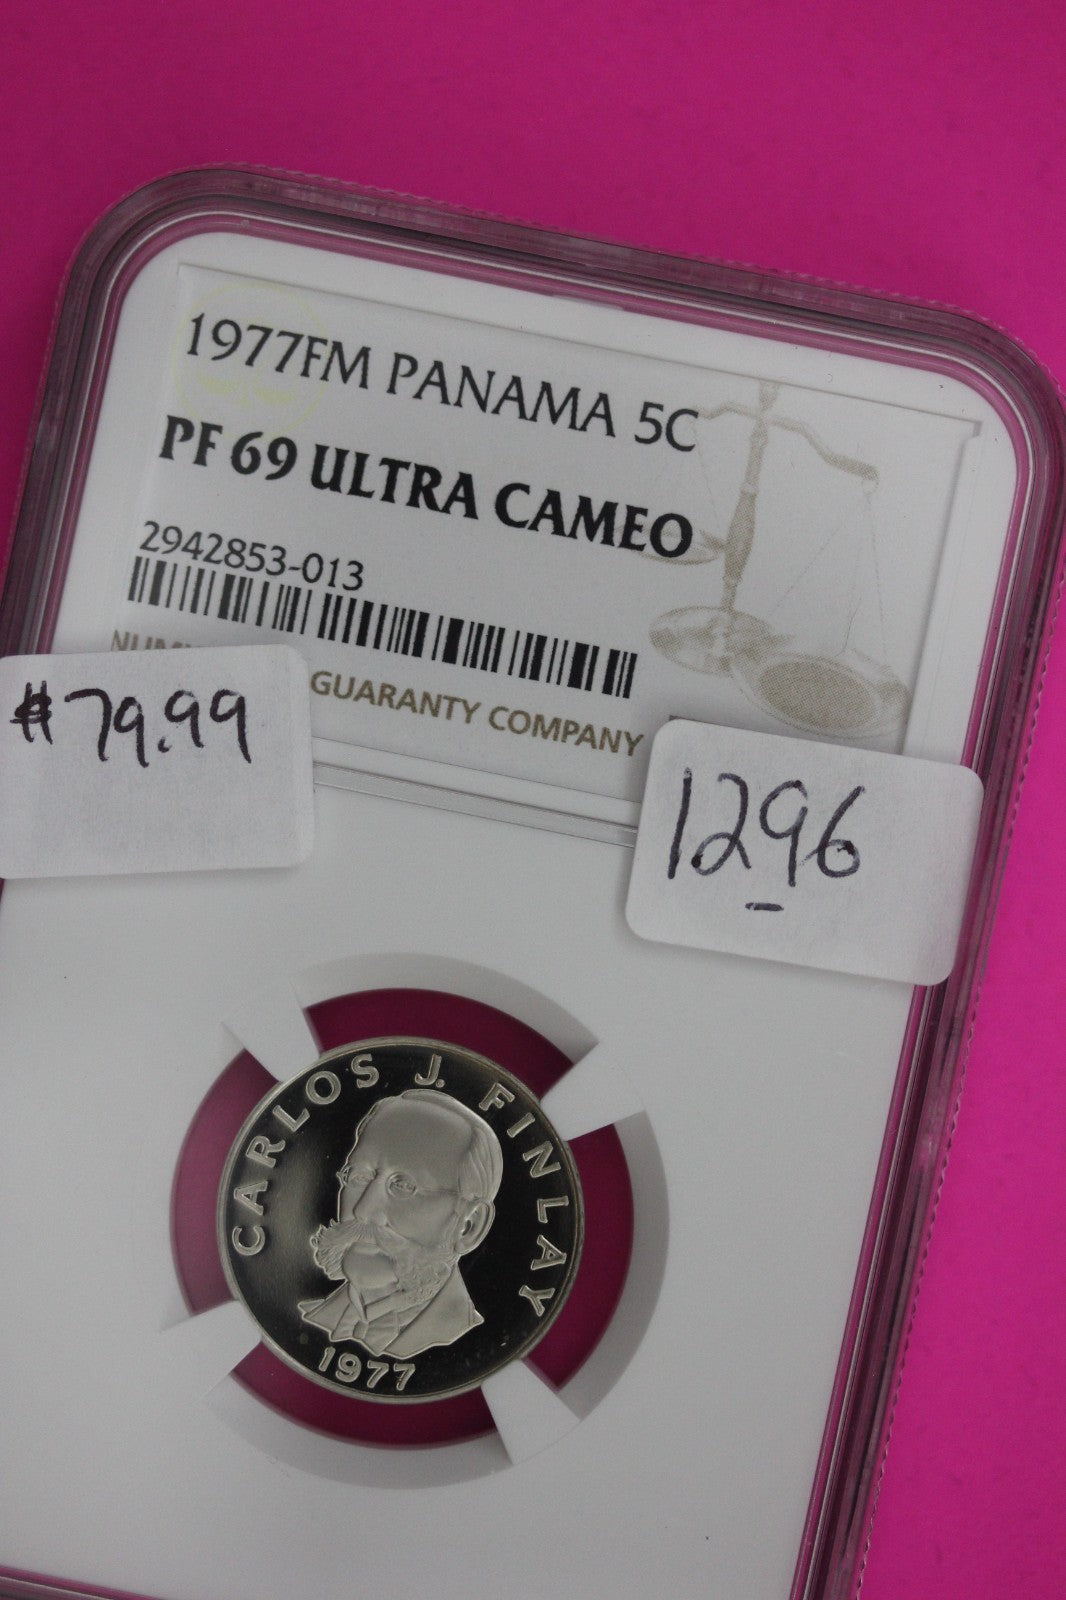 1977FM PANAMA 5C
PF 69 ULTRA CAMEO
2942853-013
GUARANTY COMPANY
$79.99
1296
CARLOS J. FINLAY
1977